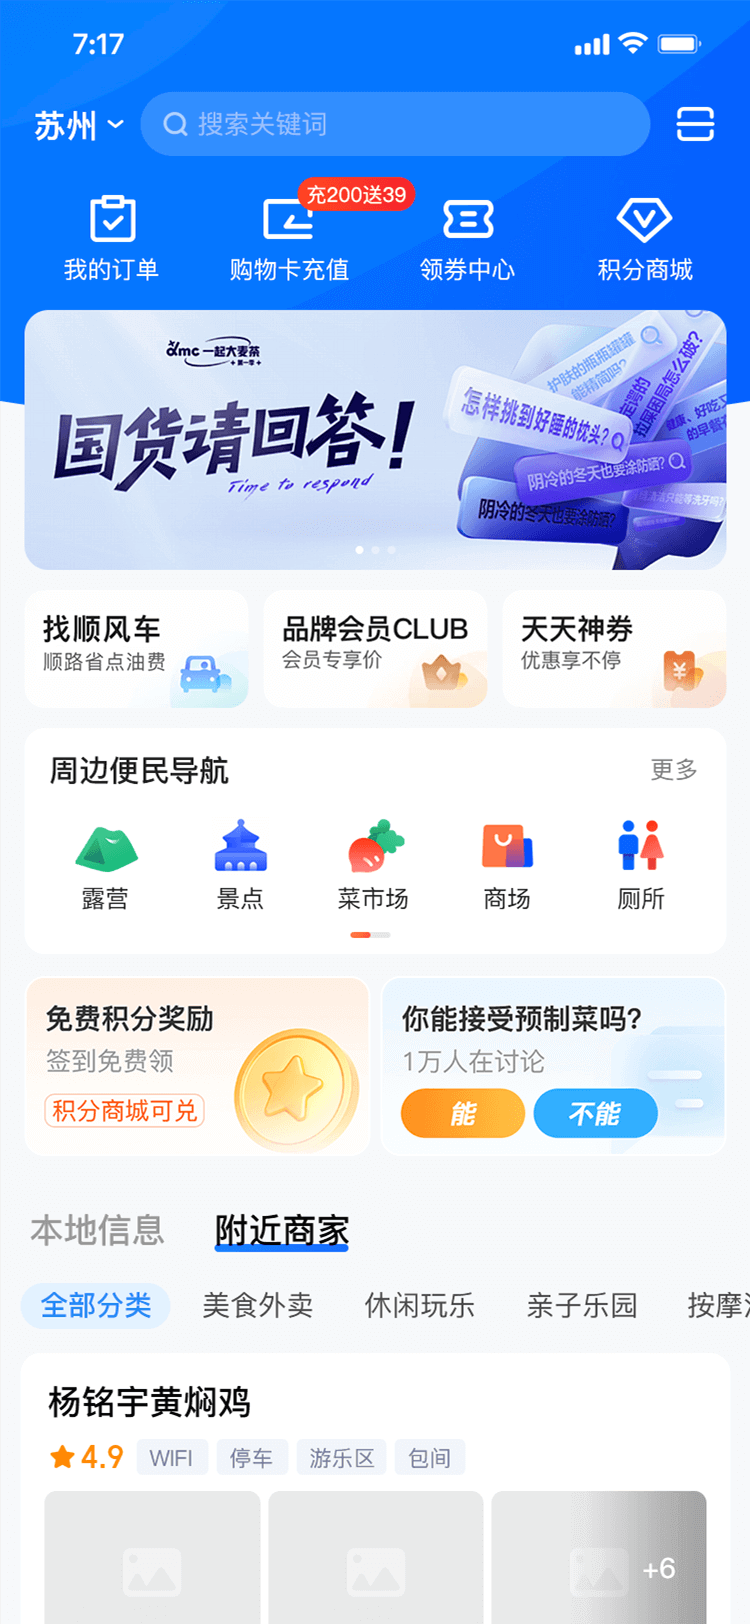 7:17
苏州
搜索关键词
充200送39
我的订单
购物卡充值
领券中心
积分商城
dmc 一起大麦茶
第一季
国货请回答！
Time to respond
护肤的瓶瓶罐罐
能精简吗?
怎样挑到好睡的枕头?
阴冷的冬天也要涂防晒?
阴冷的冬天也要涂防晒?
找顺风车
顺路省点油费
品牌会员CLUB
会员专享价
天天神券
优惠享不停
¥
周边便民导航
更多
露营
景点
菜市场
商场
厕所
免费积分奖励
签到免费领
积分商城可兑
你能接受预制菜吗?
1万人在讨论
能
不能
本地信息
附近商家
全部分类
美食外卖
休闲玩乐
亲子乐园
按摩
杨铭宇黄焖鸡
4.9
WIFI
停车
游乐区
包间
+6